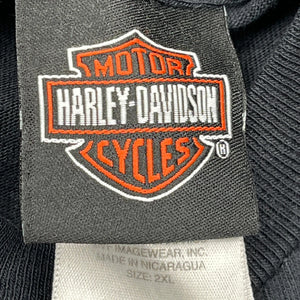 MOTOR
HARLEY-DAVIDSON
CYCLES
®
IMAGEWEAR, INC.
MADE IN NICARAGUA
SIZE: 2XL